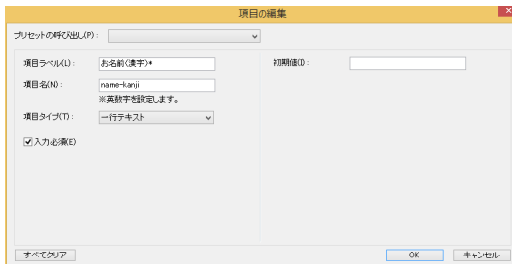 項目の編集
プリセットの呼び出し(P):
項目ラベル(L): お名前(漢字)*
初期値(I):
項目名(N): name-kanji
※英数字を設定します。
項目タイプ(T): 一行テキスト
入力必須(E)
すべてクリア
OK
キャンセル